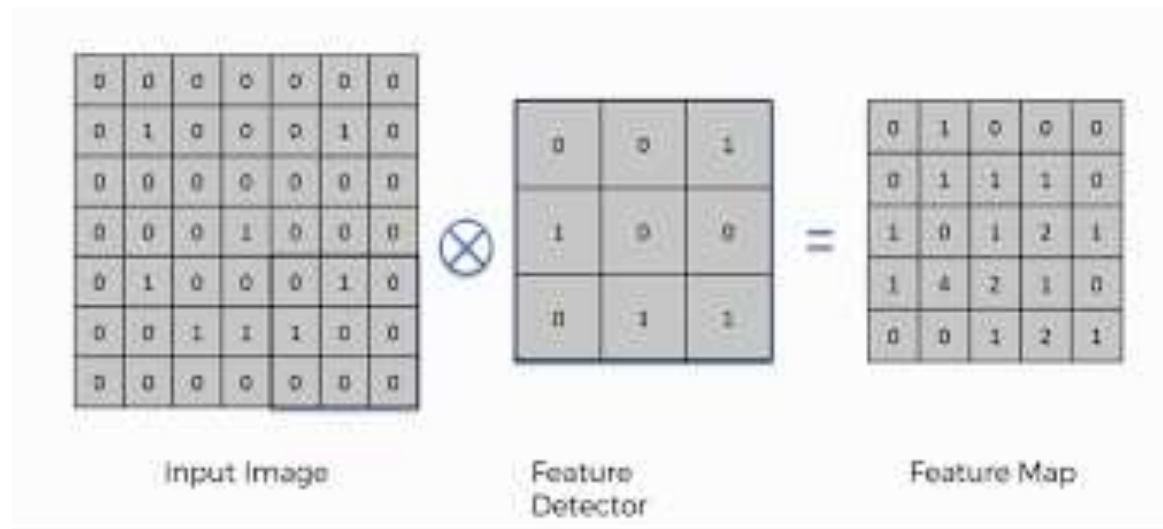 0 0 0 0 0 0 0
0 1 0 0 0 1 0
0 0 0 0 0 0 0
0 0 0 1 0 0 0
0 1 0 0 0 1 0
0 0 1 1 1 0 0
0 0 0 0 0 0 0
Input Image
0 0 1
1 0 0
0 1 1
Feature
Detector
=
0 1 0 0 0
0 1 1 1 0
1 0 1 2 1
1 4 2 1 0
0 0 1 2 1
Feature Map